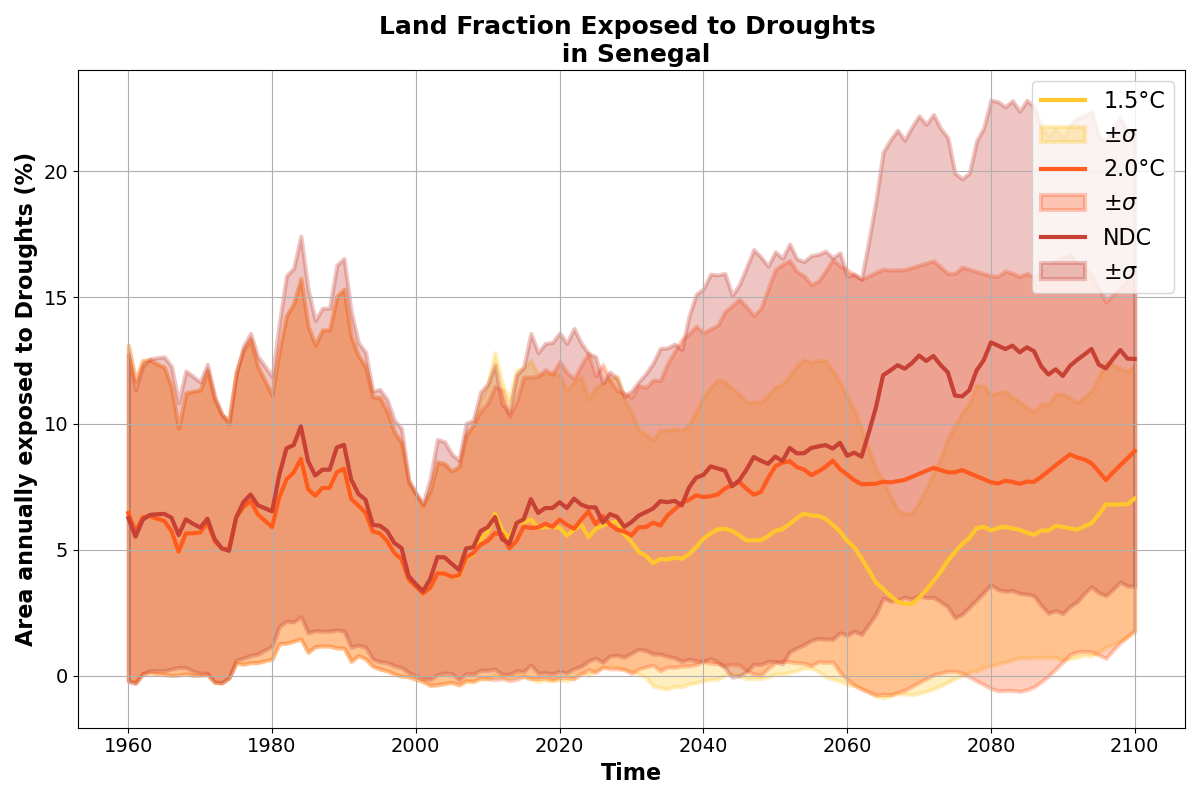 Land Fraction Exposed to Droughts
in Senegal
Area annually exposed to Droughts (%)
20
15
10
5
0
1960 1980 2000 2020 2040 2060 2080 2100
Time
1.5°C
±σ
2.0°C
±σ
NDC
±σ